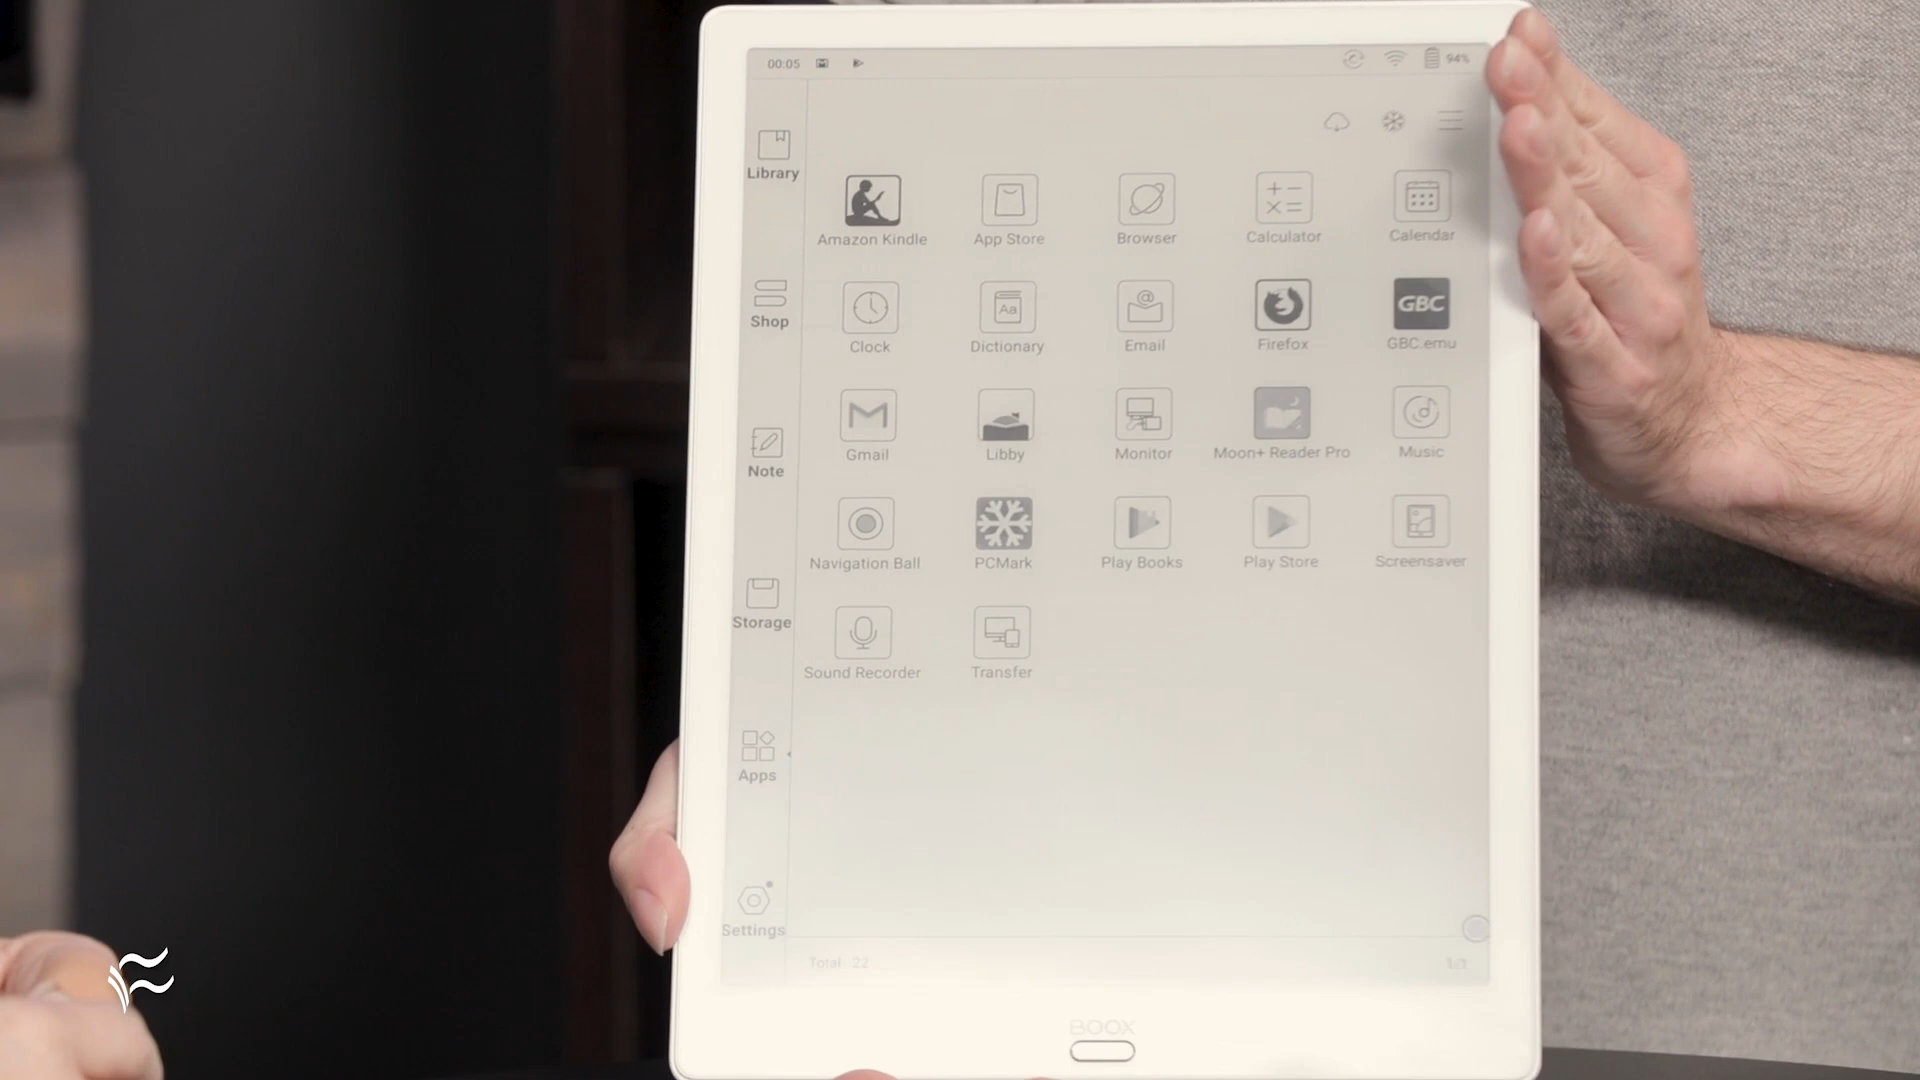 00:05 94%
Library
Amazon Kindle App Store Browser Calculator Calendar
Shop
Aa GBC
Clock Dictionary Email Firefox GBC.emu
Note
Gmail Libby Monitor Moon+ Reader Pro Music
Storage
Navigation Ball PCMark Play Books Play Store Screensaver
Sound Recorder Transfer
Apps
Settings
Total 22 1/1
BOOX